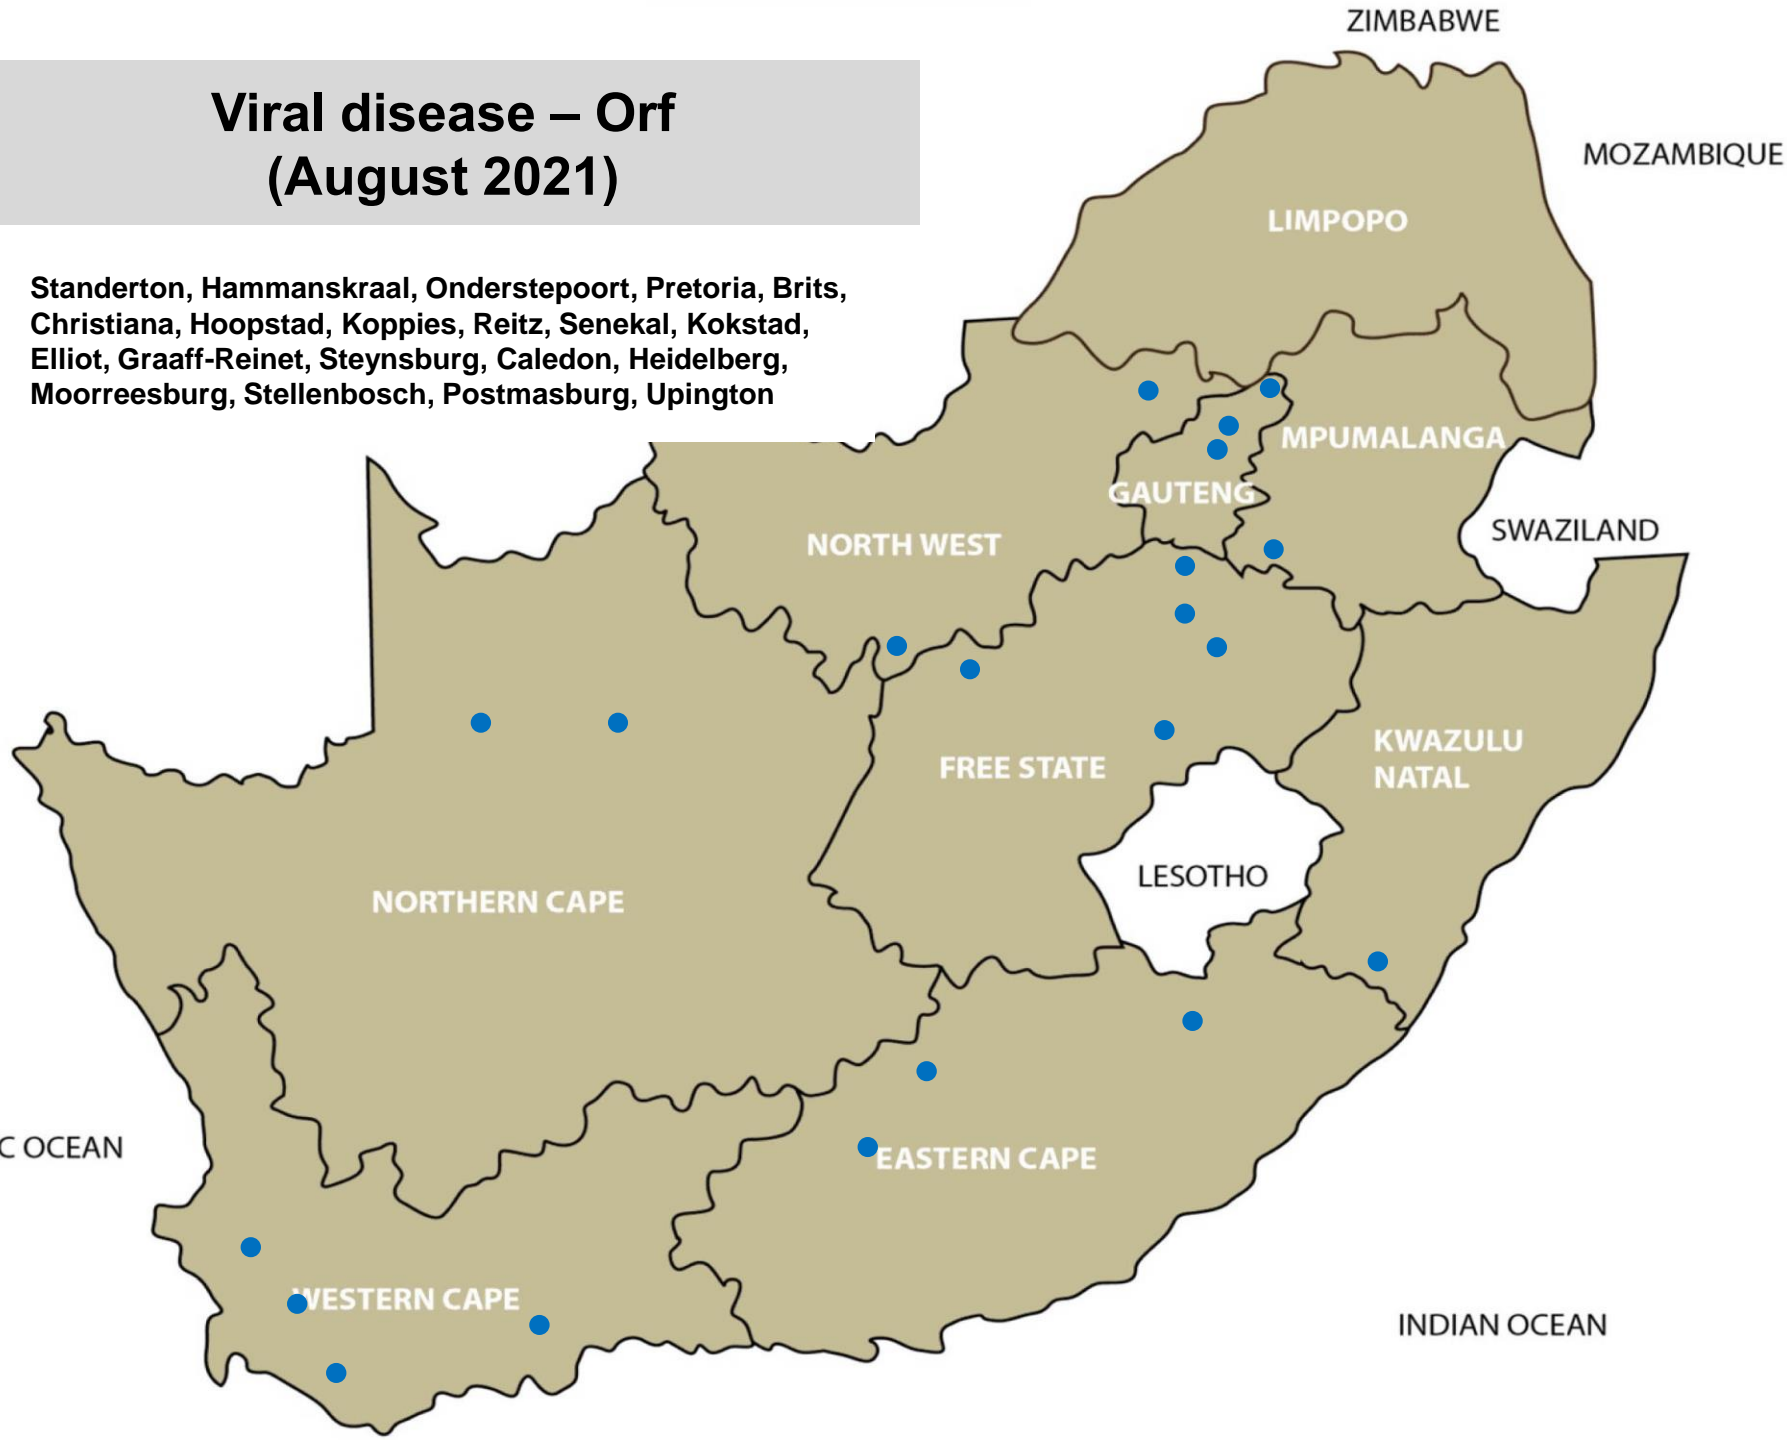 ZIMBABWE
Viral disease – Orf
(August 2021)
MOZAMBIQUE
LIMPOPO
Standerton, Hammanskraal, Onderstepoort, Pretoria, Brits,
Christiana, Hoopstad, Koppies, Reitz, Senekal, Kokstad,
Elliot, Graaff-Reinet, Steynsburg, Caledon, Heidelberg,
Moorreesburg, Stellenbosch, Postmasburg, Upington
MPUMALANGA
GAUTENG
SWAZILAND
NORTH WEST
KWAZULU
NATAL
FREE STATE
LESOTHO
NORTHERN CAPE
C OCEAN
EASTERN CAPE
WESTERN CAPE
INDIAN OCEAN